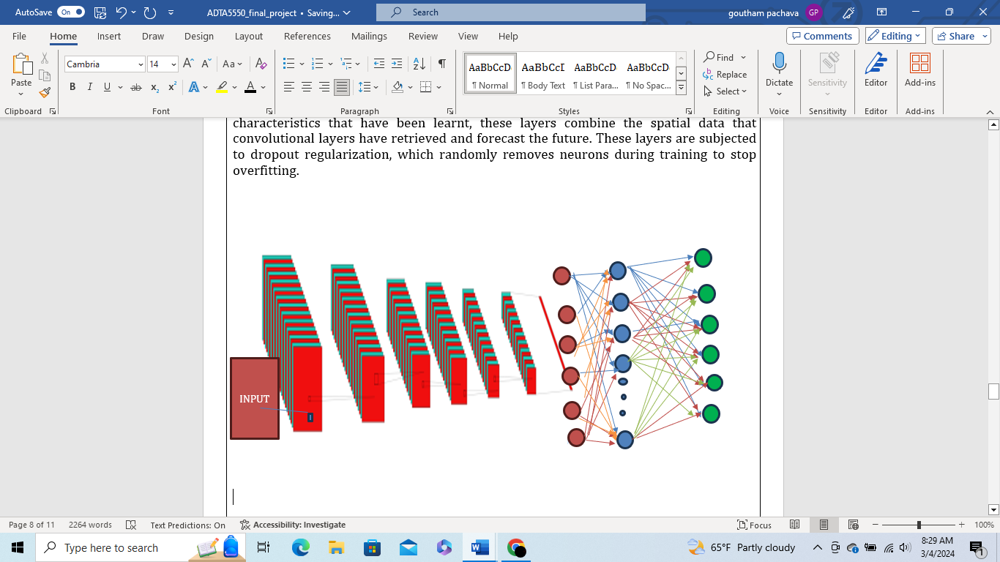 AutoSave On ADTA5550_final_project • Saving... Search goutham pachava GP
File Home Insert Draw Design Layout References Mailings Review View Help Comments Editing Share
Paste Cambria 14 A A Aa A AaBbCcD AaBbCcI AaBbCcD AaBbCcD Find Dictate Sensitivity Editor Add-ins
B I U ab x₂ x² A A ¶ Normal ¶ Body Text ¶ List Para... ¶ No Spac... Replace
Select
Clipboard Font Paragraph Styles Editing Voice Sensitivity Editor Add-ins
characteristics that have been learnt, these layers combine the spatial data that
convolutional layers have retrieved and forecast the future. These layers are subjected
to dropout regularization, which randomly removes neurons during training to stop
overfitting.
INPUT
Page 8 of 11 2264 words Text Predictions: On Accessibility: Investigate Focus 100%
Type here to search 65°F Partly cloudy 8:29 AM
3/4/2024 1